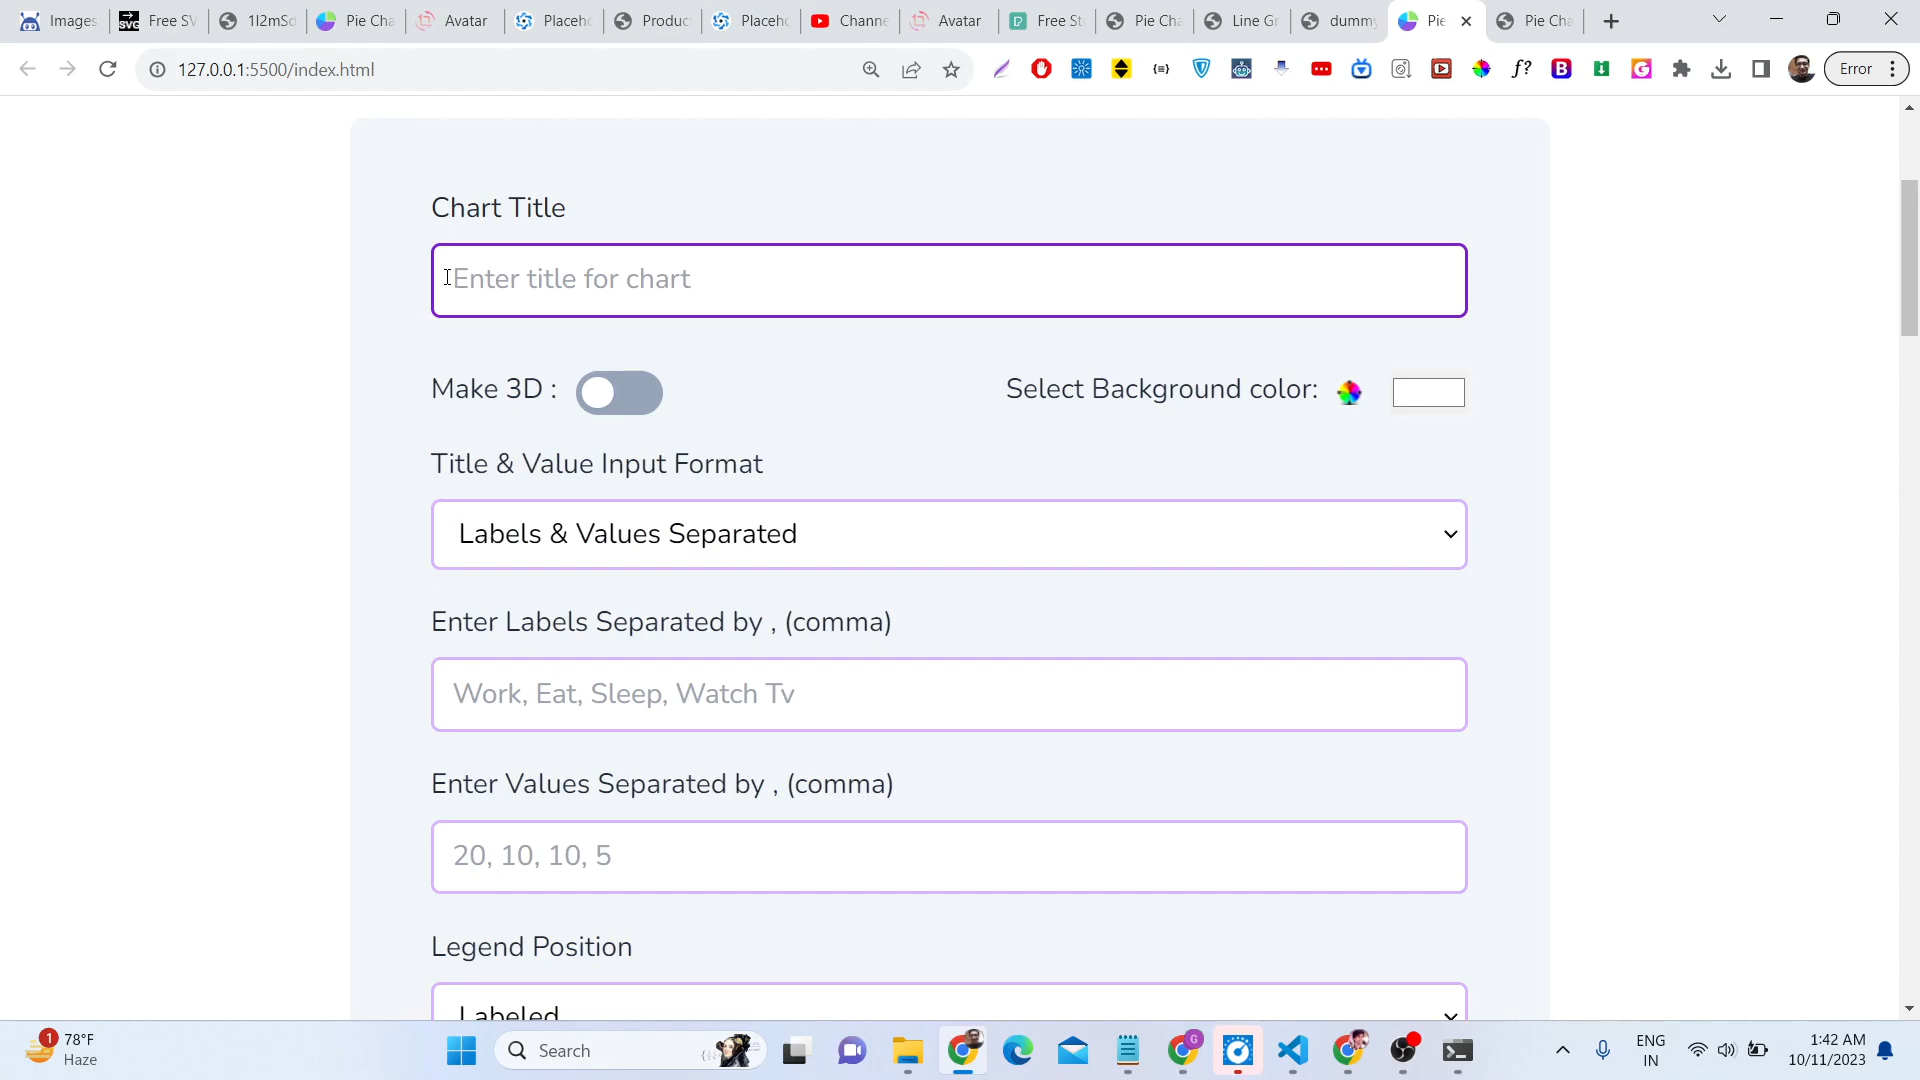 Images
Free SV
1l2mSc
Pie Cha
Avatar
Placeho
Produc
Placeho
Channe
Avatar
Free St
Pie Cha
Line Gr
dummy
Pie
Pie Cha
127.0.0.1:5500/index.html
Error
Chart Title
Enter title for chart
Make 3D :
Select Background color:
Title & Value Input Format
Labels & Values Separated
Enter Labels Separated by , (comma)
Work, Eat, Sleep, Watch Tv
Enter Values Separated by , (comma)
20, 10, 10, 5
Legend Position
Labeled
1
78°F
Haze
Search
ENG
IN
1:42 AM
10/11/2023